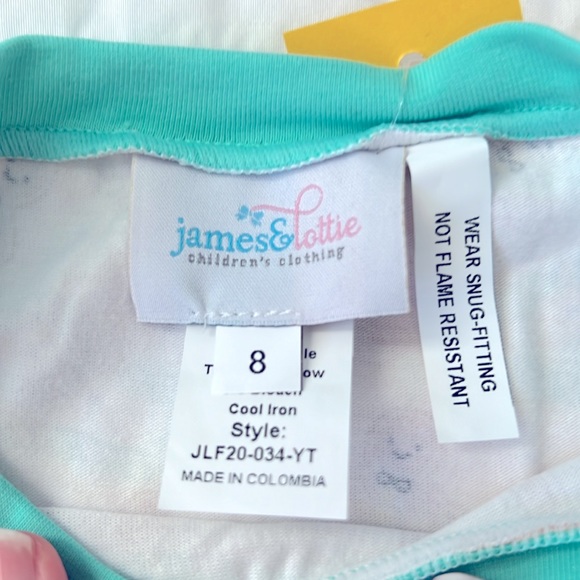 james&lottie
children's clothing
8
Cool Iron
Style:
JLF20-034-YT
MADE IN COLOMBIA
WEAR SNUG-FITTING
NOT FLAME RESISTANT